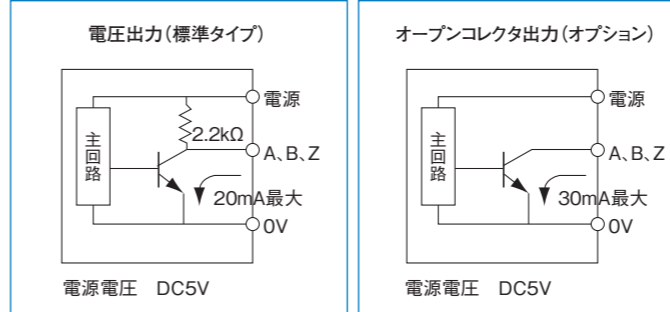 電圧出力(標準タイプ)
電源
主回路
2.2kΩ
A、B、Z
20mA最大
0V
電源電圧 DC5V
オープンコレクタ出力(オプション)
電源
主回路
A、B、Z
30mA最大
0V
電源電圧 DC5V